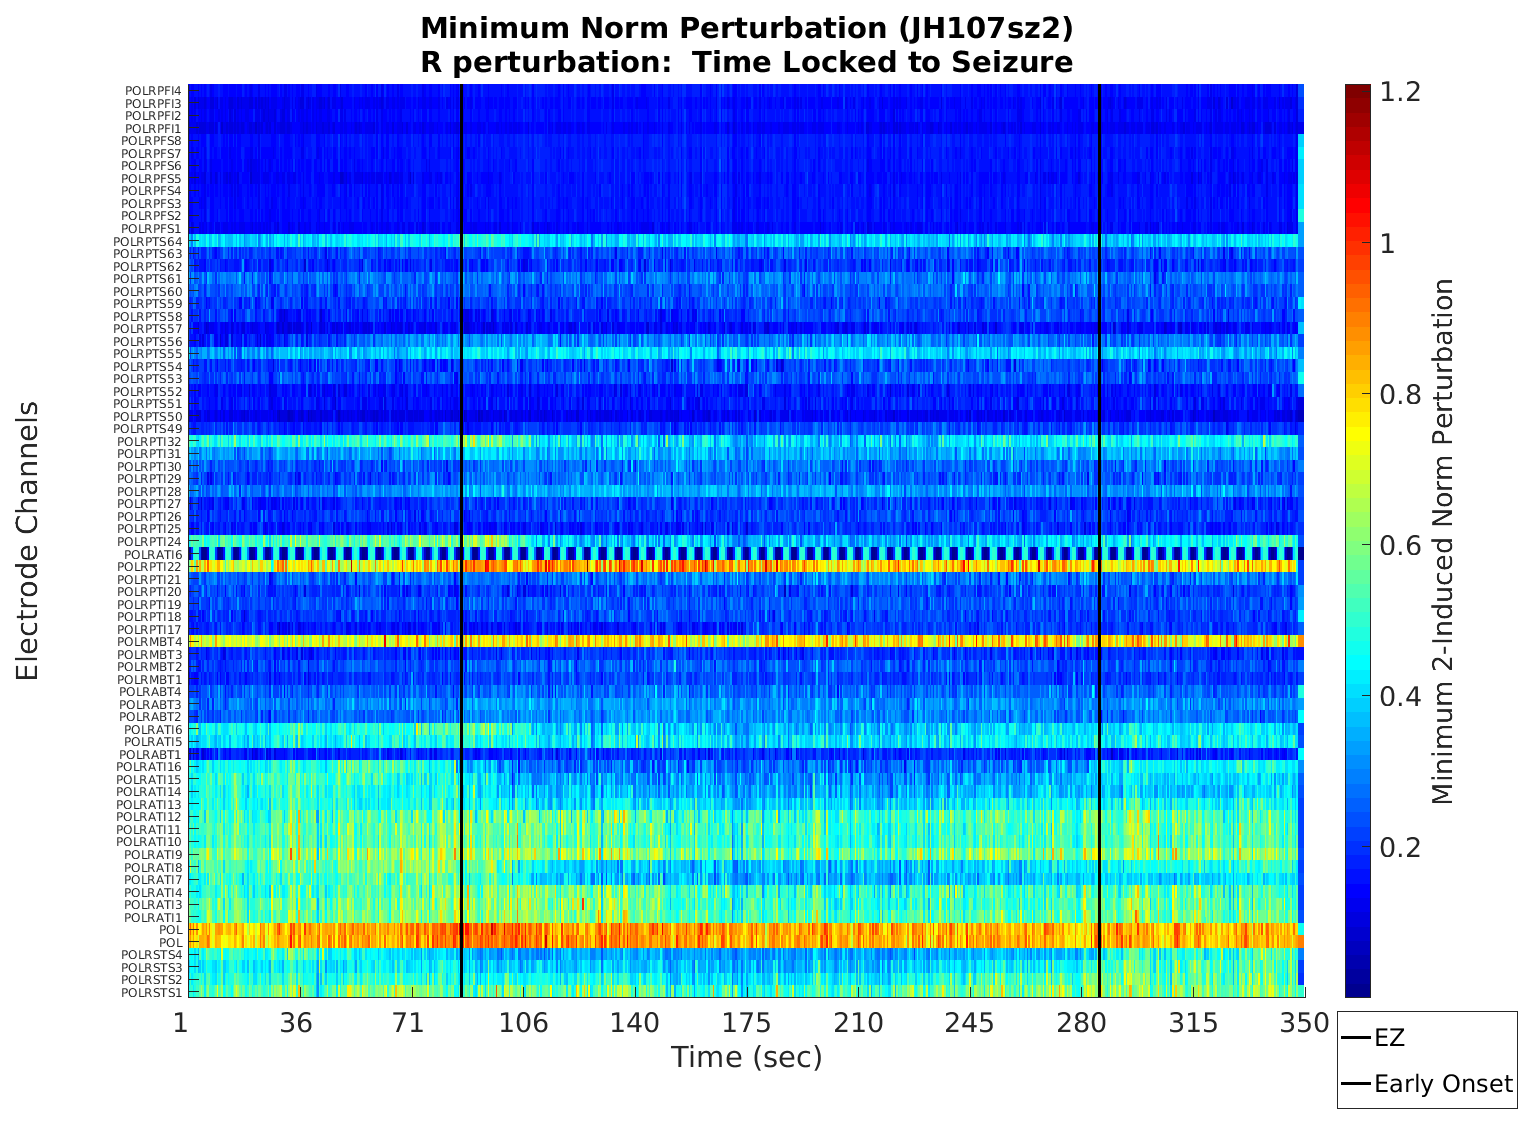 Minimum Norm Perturbation (JH107sz2)
R perturbation:  Time Locked to Seizure
Electrode Channels
POLRPFI4
POLRPFI3
POLRPFI2
POLRPFI1
POLRPFS8
POLRPFS7
POLRPFS6
POLRPFS5
POLRPFS4
POLRPFS3
POLRPFS2
POLRPFS1
POLRPTS64
POLRPTS63
POLRPTS62
POLRPTS61
POLRPTS60
POLRPTS59
POLRPTS58
POLRPTS57
POLRPTS56
POLRPTS55
POLRPTS54
POLRPTS53
POLRPTS52
POLRPTS51
POLRPTS50
POLRPTS49
POLRPTI32
POLRPTI31
POLRPTI30
POLRPTI29
POLRPTI28
POLRPTI27
POLRPTI26
POLRPTI25
POLRPTI24
POLRATI6
POLRPTI22
POLRPTI21
POLRPTI20
POLRPTI19
POLRPTI18
POLRPTI17
POLRMBT4
POLRMBT3
POLRMBT2
POLRMBT1
POLRABT4
POLRABT3
POLRABT2
POLRATI6
POLRATI5
POLRABT1
POLRATI16
POLRATI15
POLRATI14
POLRATI13
POLRATI12
POLRATI11
POLRATI10
POLRATI9
POLRATI8
POLRATI7
POLRATI4
POLRATI3
POLRATI1
POL
POL
POLRSTS4
POLRSTS3
POLRSTS2
POLRSTS1
1 36 71 106 140 175 210 245 280 315 350
Time (sec)
1.2
1
0.8
0.6
0.4
0.2
Minimum 2-Induced Norm Perturbation
EZ
Early Onset